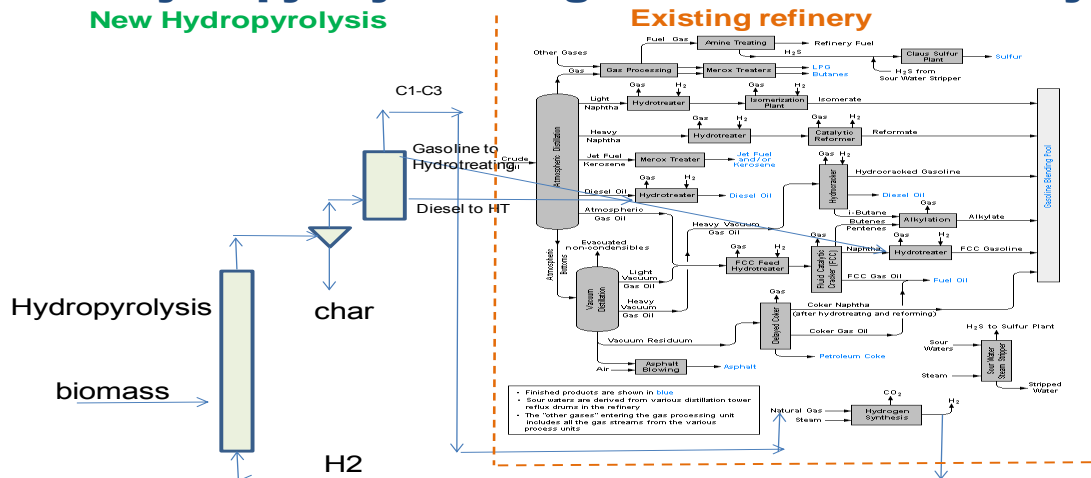 New Hydropyrolysis
Existing refinery
C1-C3
Gasoline to
Hydrotreating
Diesel to HT
Hydropyrolysis
char
biomass
H2
Other Gases
Gas
Fuel Gas
Amine Treating
Refinery Fuel
H2S
Claus Sulfur
Plant
Sulfur
H2S from
Sour Water Stripper
Gas Processing
Merox Treaters
LPG
Butanes
Crude
Oil
Atmospheric Distillation
Light
Naphtha
Gas
H2
Hydrotreater
Gas
H2
Isomerization
Plant
Isomerate
Heavy
Naphtha
Gas
H2
Hydrotreater
Gas
H2
Catalytic
Reformer
Reformate
Jet Fuel
Kerosene
Merox Treater
Jet Fuel
and/or
Kerosene
Diesel Oil
Gas
H2
Hydrotreater
Diesel Oil
Atmospheric
Gas Oil
Gas
H2
Hydrocracker
Hydrocracked Gasoline
Diesel Oil
i-Butane
Butenes
Pentenes
Gas
Alkylation
Alkylate
Heavy Vacuum
Gas Oil
Atmospheric
Bottoms
Evacuated
non-condensibles
Vacuum
Distillation
Light
Vacuum
Gas Oil
Heavy
Vacuum
Gas Oil
Gas
H2
FCC Feed
Hydrotreater
Gas
Fluid Catalytic
Cracker (FCC)
Naphtha
Gas
H2
Hydrotreater
FCC Gasoline
FCC Gas Oil
Fuel Oil
Gasoline Blending Pool
Vacuum Residuum
Gas
Delayed Coker
Coker Naphtha
(after hydrotreating and reforming)
Coker Gas Oil
Petroleum Coke
Air
Asphalt
Blowing
Asphalt
H2S to Sulfur Plant
Sour
Waters
Steam
Sour Water
Steam Stripper
Stripped
Water
• Finished products are shown in blue
• Sour waters are derived from various distillation tower
reflux drums in the refinery
• The "other gases" entering the gas processing unit
includes all the gas streams from the various
process units
Natural Gas
Steam
CO2
Hydrogen
Synthesis
H2